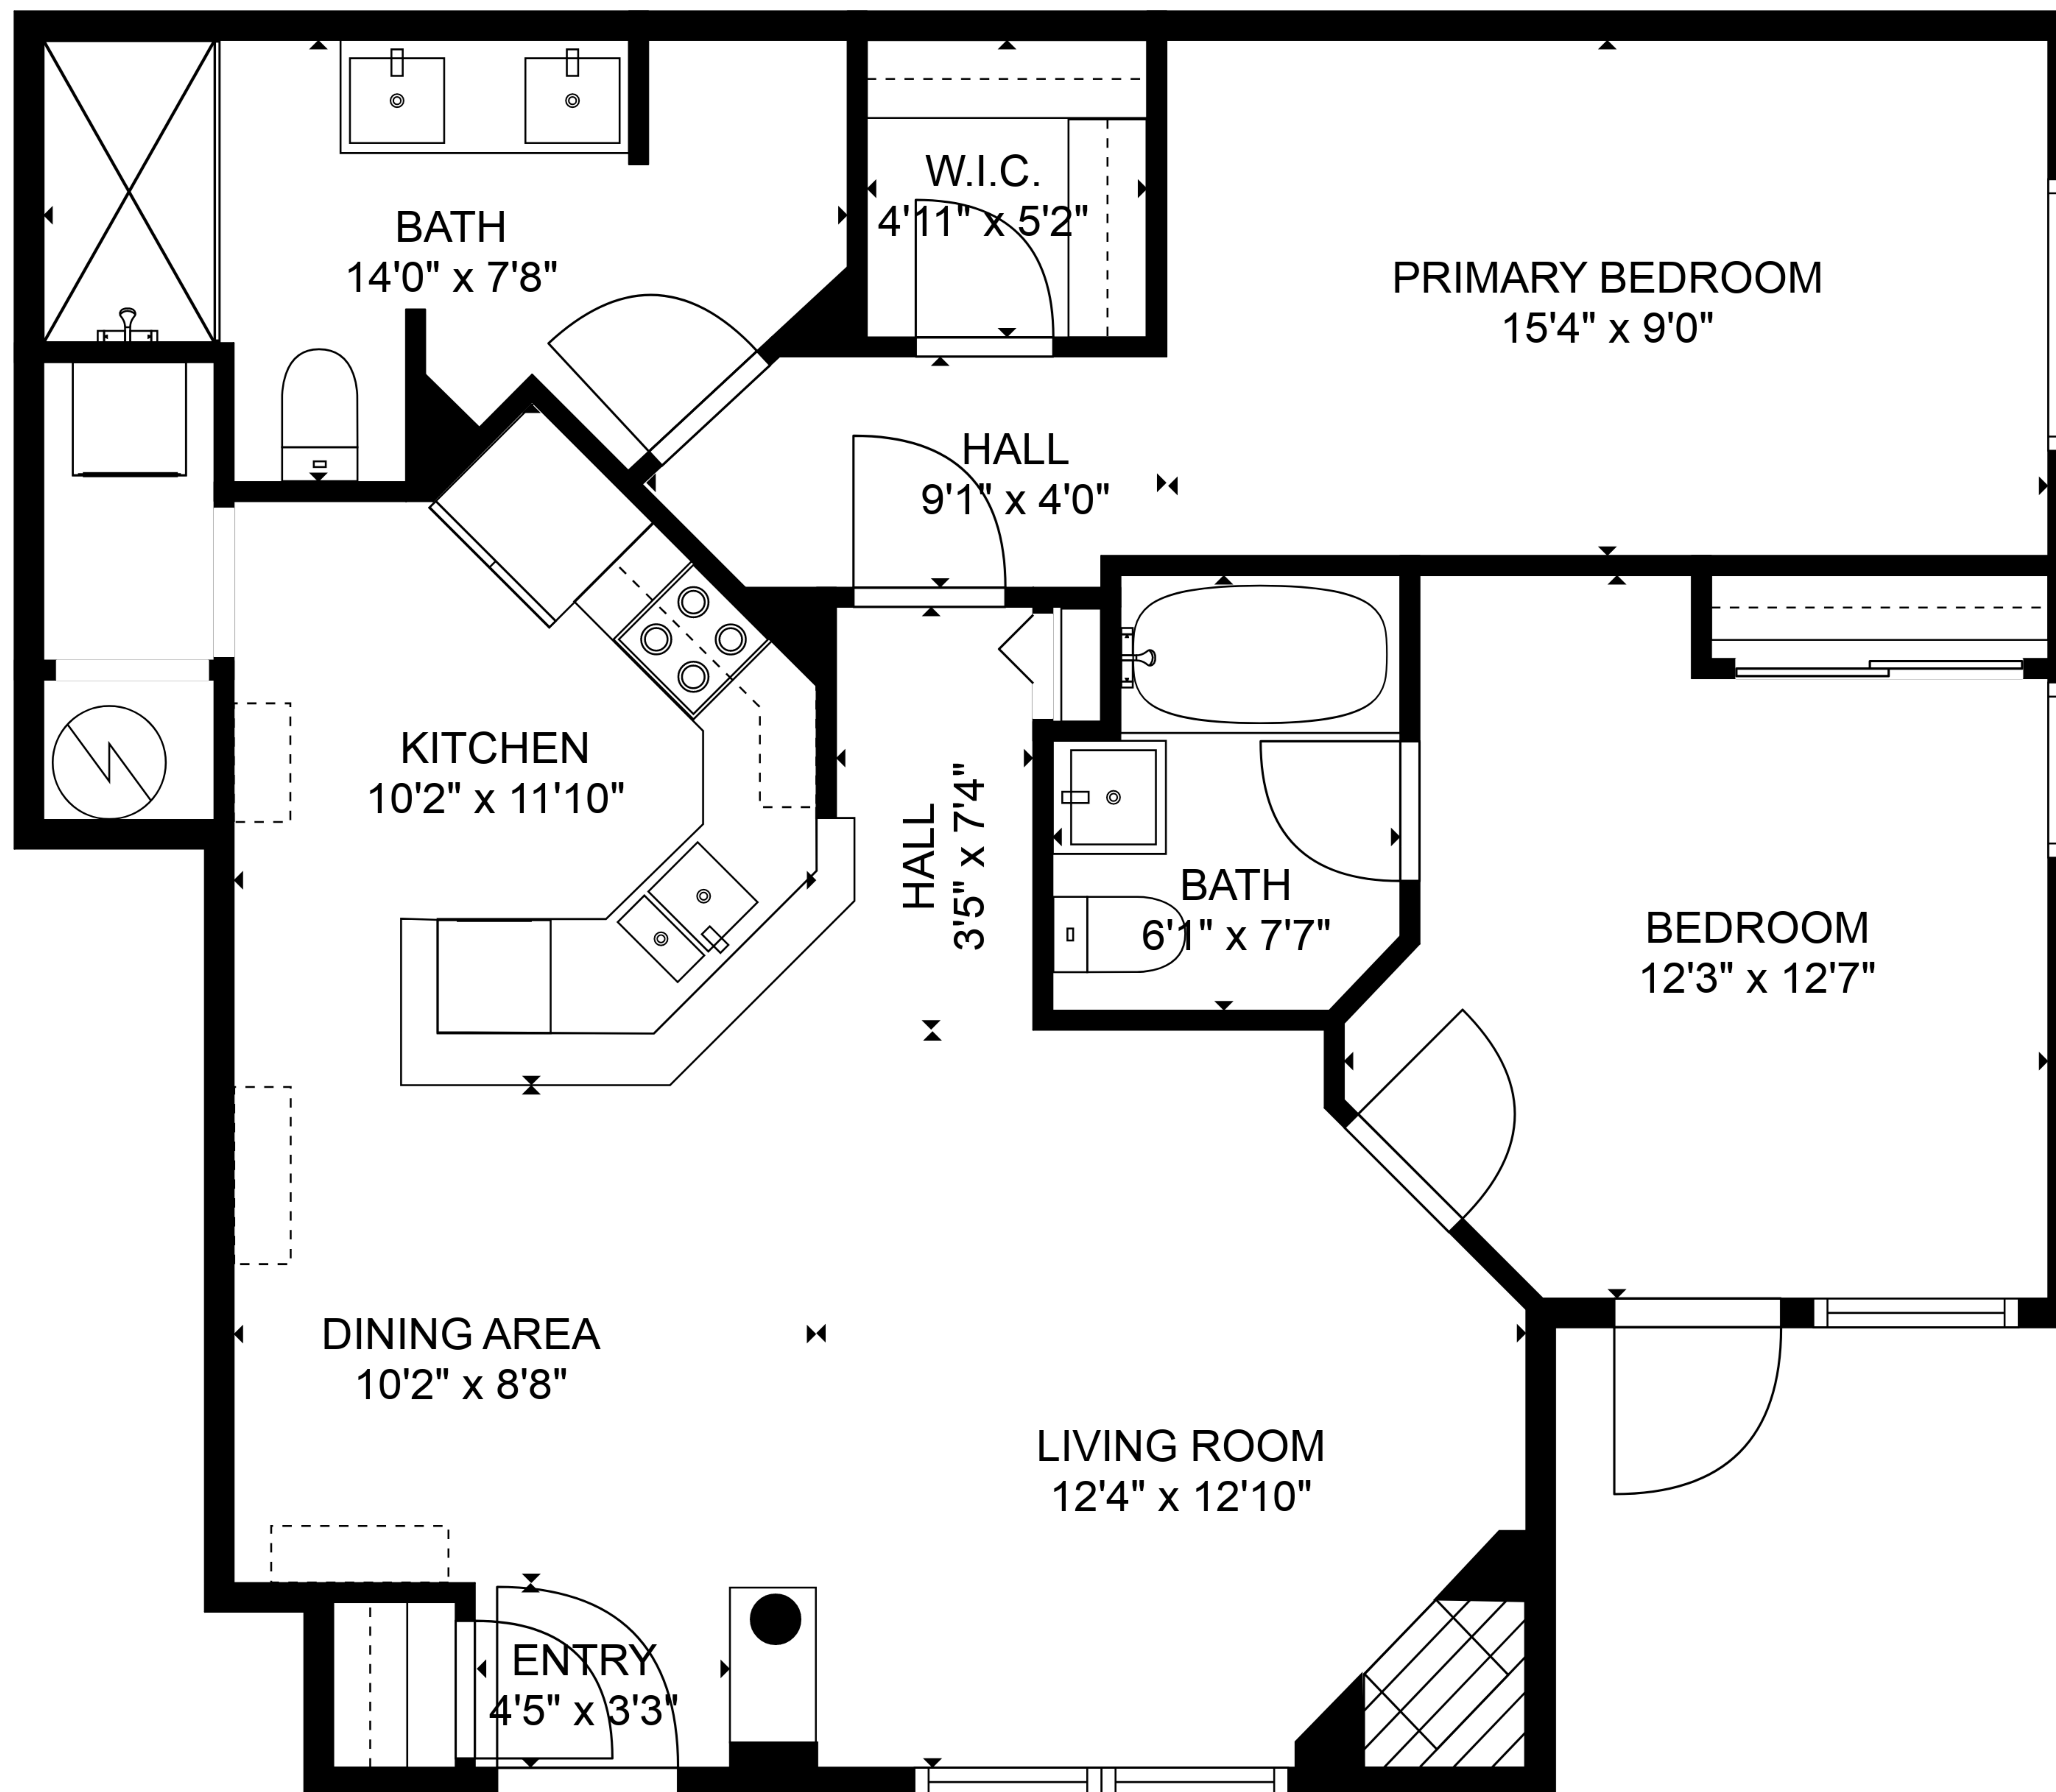 W.I.C.
4'11" x 5'2"
BATH
14'0" x 7'8"
PRIMARY BEDROOM
15'4" x 9'0"
HALL
9'1" x 4'0"
KITCHEN
10'2" x 11'10"
HALL
3'5" x 7'4"
BATH
6'1" x 7'7"
BEDROOM
12'3" x 12'7"
DINING AREA
10'2" x 8'8"
LIVING ROOM
12'4" x 12'10"
ENTRY
4'5" x 3'3"